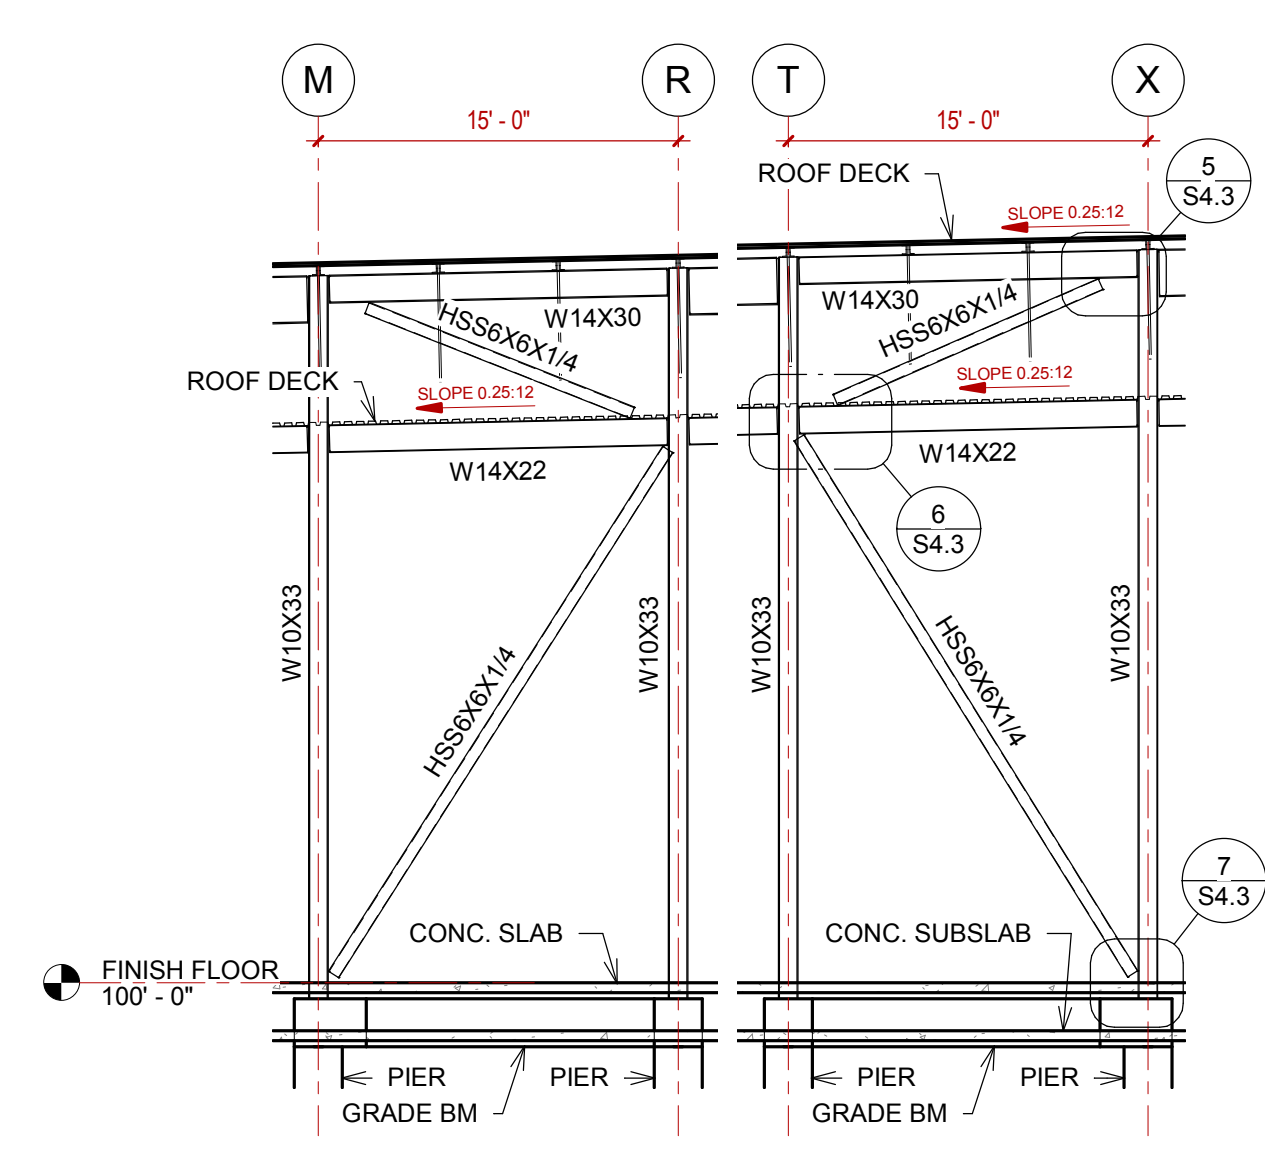 M
R
T
X
15' - 0"
15' - 0"
ROOF DECK
5
S4.3
SLOPE 0.25:12
W14X30
HSS6X6X1/4
W14X30
HSS6X6X1/4
ROOF DECK
SLOPE 0.25:12
SLOPE 0.25:12
W14X22
W14X22
6
S4.3
W10X33
W10X33
W10X33
W10X33
HSS6X6X1/4
HSS6X6X1/4
7
S4.3
CONC. SLAB
CONC. SUBSLAB
FINISH FLOOR
100' - 0"
PIER
PIER
PIER
PIER
GRADE BM
GRADE BM